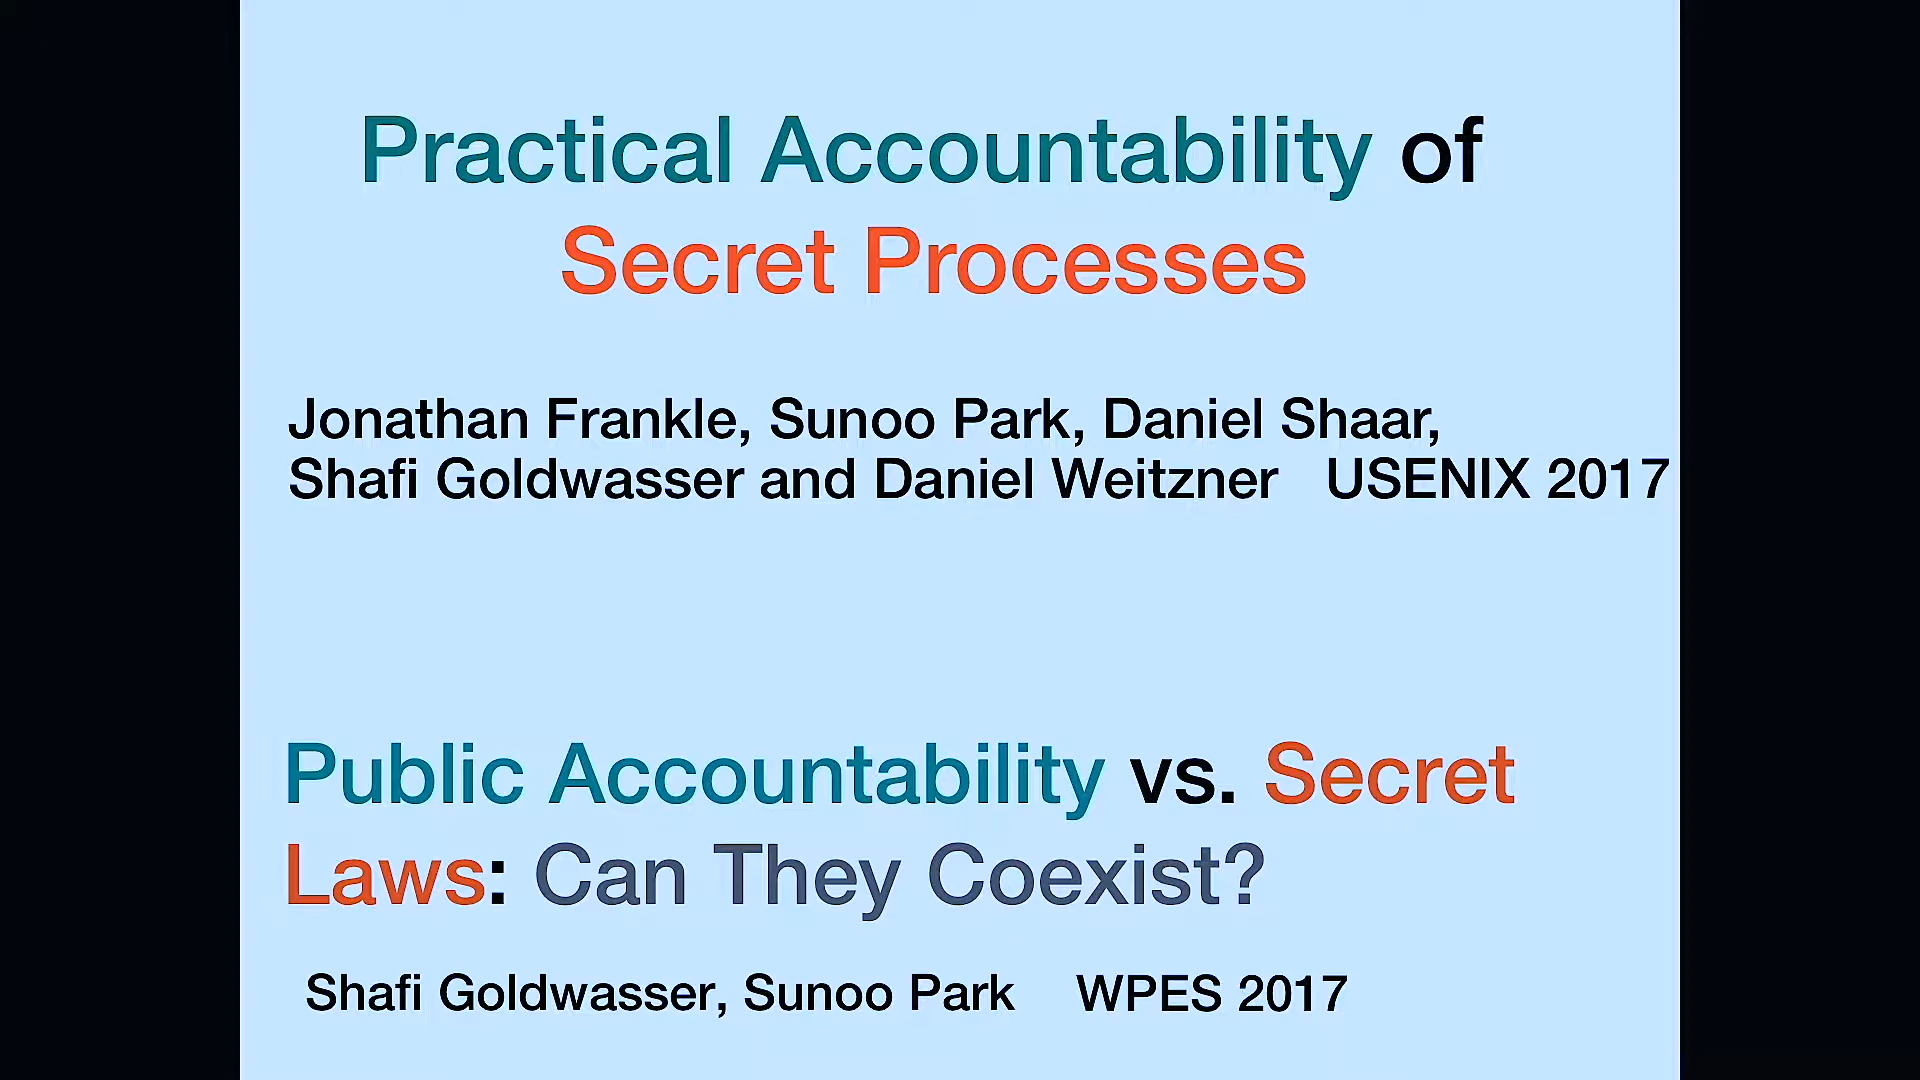 Practical Accountability of
Secret Processes
Jonathan Frankle, Sunoo Park, Daniel Shaar,
Shafi Goldwasser and Daniel Weitzner USENIX 2017
Public Accountability vs. Secret
Laws: Can They Coexist?
Shafi Goldwasser, Sunoo Park WPES 2017